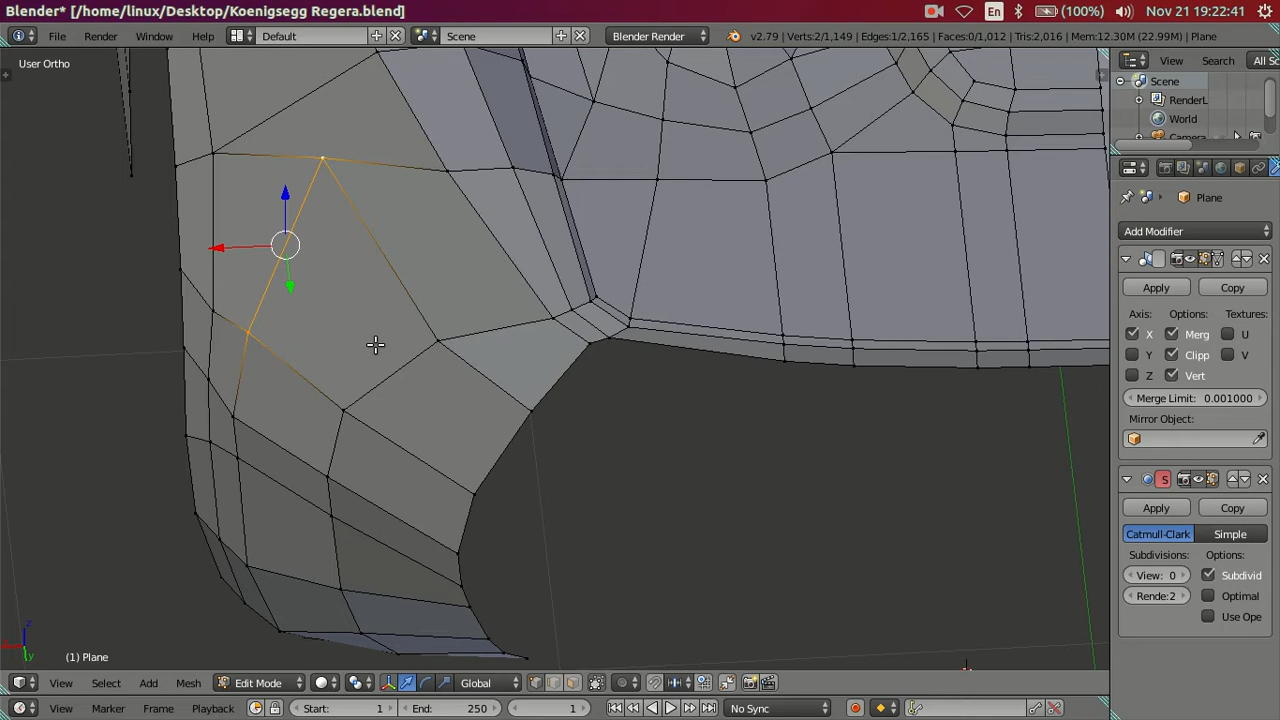 Blender* [/home/linux/Desktop/Koenigsegg Regera.blend]
En
(100%)
Nov 21 19:22:41
File Render Window Help
Default
Scene
Blender Render
v2.79 | Verts:2/1,149 | Edges:1/2,165 | Faces:0/1,012 | Tris:2,016 | Mem:12.30M (22.99M) | Plane
View Search All Sc
User Ortho
Scene
RenderL
World
Camera
Plane
Add Modifier
Apply Copy
Axis: Options: Textures:
X Merg U
Y Clipp V
Z Vert
Merge Limit: 0.001000
Mirror Object:
S
Apply Copy
Catmull-Clark Simple
Subdivisions: Options:
View: 0 Subdivid
Rende:2 Optimal
Use Ope
z
y
(1) Plane
View Select Add Mesh Edit Mode Global
View Marker Frame Playback Start: 1 End: 250 1 No Sync